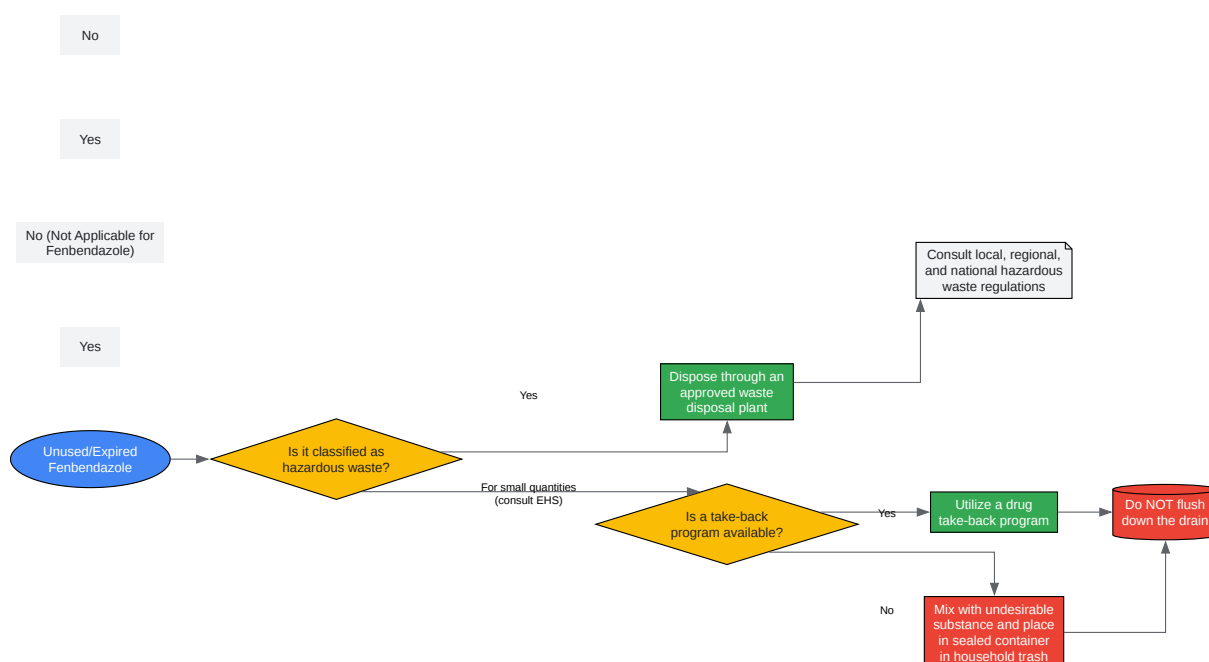 No
Yes
No (Not Applicable for
Fenbendazole)
Yes
Consult local, regional,
and national hazardous
waste regulations
Dispose through an
approved waste
disposal plant
Yes
Unused/Expired
Fenbendazole
Is it classified as
hazardous waste?
For small quantities
(consult EHS)
Is a take-back
program available?
Yes
Utilize a drug
take-back program
Do NOT flush
down the drain
No
Mix with undesirable
substance and place
in sealed container
in household trash